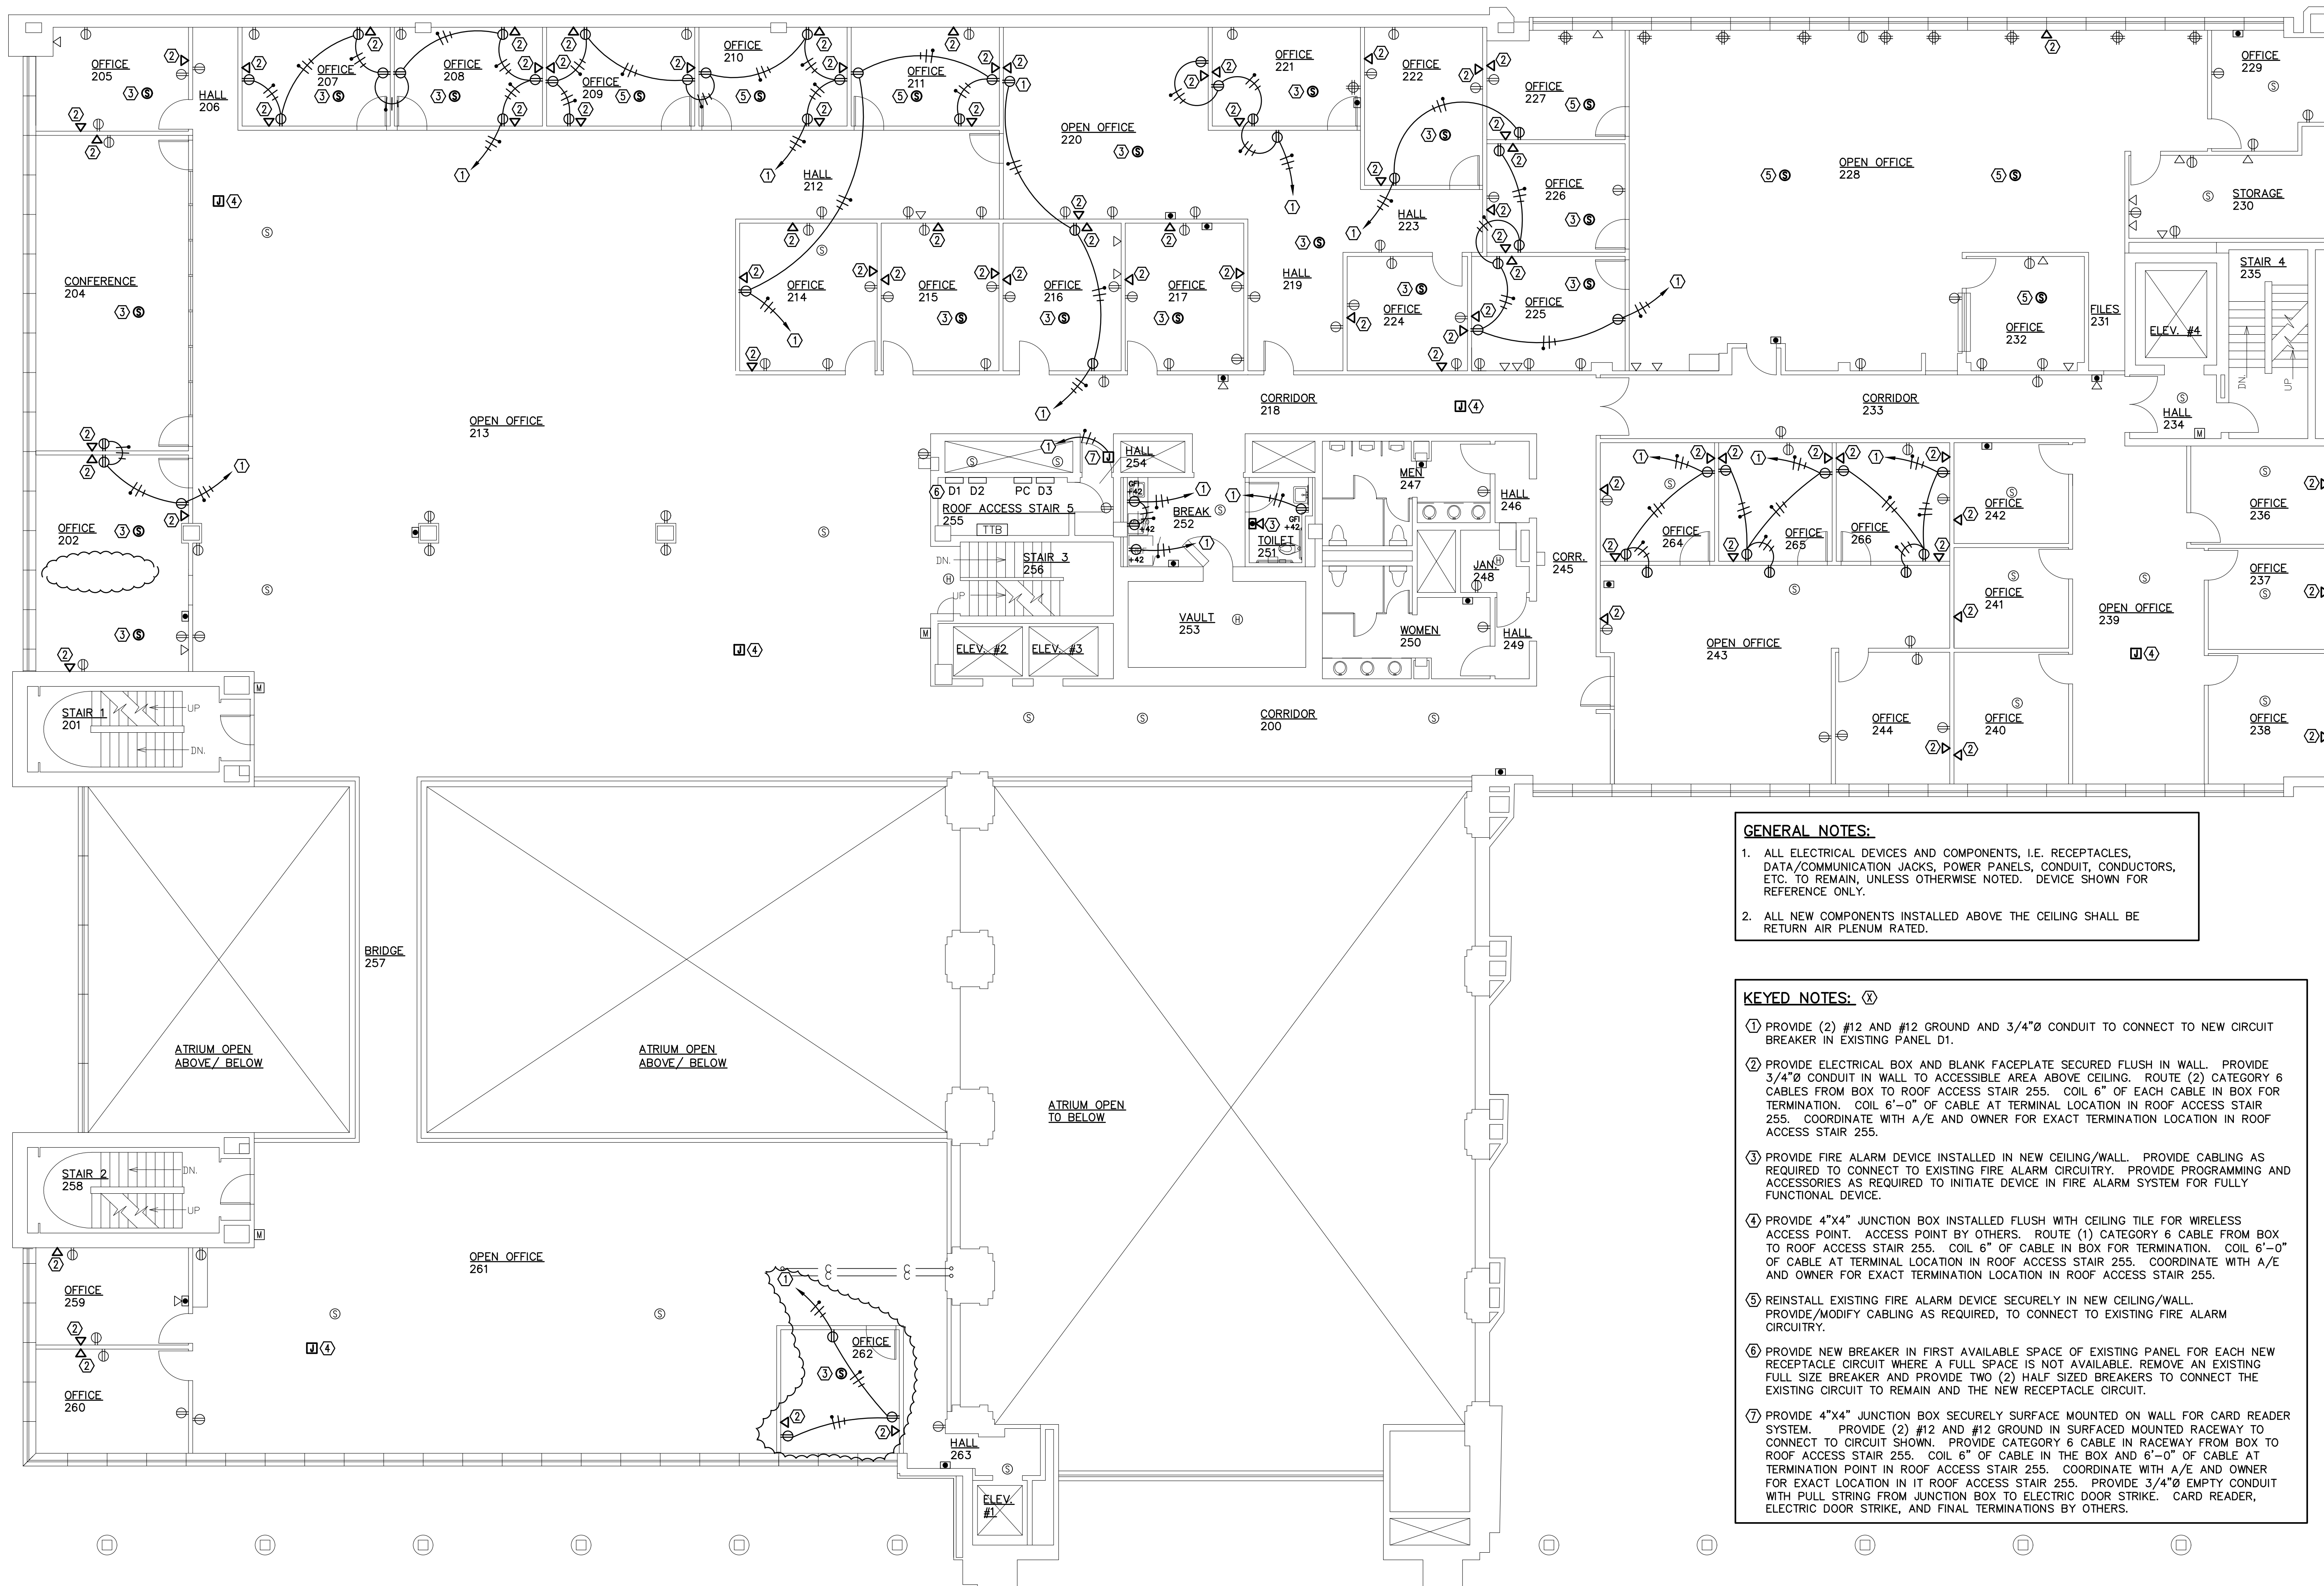 OFFICE
205
HALL
206
OFFICE
207
OFFICE
208
OFFICE
209
OFFICE
210
OFFICE
211
HALL
212
OPEN OFFICE
220
OFFICE
221
OFFICE
222
OFFICE
227
OFFICE
226
OFFICE
225
HALL
223
OFFICE
224
HALL
219
OPEN OFFICE
228
OFFICE
229
STORAGE
230
STAIR 4
235
ELEV. #4
DN.
UP
FILES
231
OFFICE
232
HALL
234
M
CORRIDOR
233
CONFERENCE
204
OFFICE
202
OPEN OFFICE
213
OFFICE
214
OFFICE
215
OFFICE
216
OFFICE
217
CORRIDOR
218
HALL
254
6 D1 D2 PC D3
ROOF ACCESS STAIR 5
255
TTB
DN.
STAIR 3
256
UP
M
ELEV. #2
ELEV. #3
GFI
+42
+42
+42
BREAK
252
GFI
+42
TOILET
251
VAULT
253
MEN
247
HALL
246
JAN.
248
CORR.
245
WOMEN
250
HALL
249
CORRIDOR
200
OFFICE
264
OFFICE
265
OFFICE
266
OFFICE
242
OFFICE
241
OFFICE
240
OFFICE
244
OPEN OFFICE
243
OPEN OFFICE
239
OFFICE
236
OFFICE
237
OFFICE
238
STAIR 1
201
UP
DN.
M
BRIDGE
257
ATRIUM OPEN
ABOVE/ BELOW
ATRIUM OPEN
ABOVE/ BELOW
ATRIUM OPEN
TO BELOW
STAIR 2
258
DN.
UP
M
OFFICE
259
OFFICE
260
OPEN OFFICE
261
C C
C C
OFFICE
262
HALL
263
ELEV.
#1
GENERAL NOTES:
1. ALL ELECTRICAL DEVICES AND COMPONENTS, I.E. RECEPTACLES,
DATA/COMMUNICATION JACKS, POWER PANELS, CONDUIT, CONDUCTORS,
ETC. TO REMAIN, UNLESS OTHERWISE NOTED. DEVICE SHOWN FOR
REFERENCE ONLY.
2. ALL NEW COMPONENTS INSTALLED ABOVE THE CEILING SHALL BE
RETURN AIR PLENUM RATED.
KEYED NOTES: X
1 PROVIDE (2) #12 AND #12 GROUND AND 3/4"Ø CONDUIT TO CONNECT TO NEW CIRCUIT
BREAKER IN EXISTING PANEL D1.
2 PROVIDE ELECTRICAL BOX AND BLANK FACEPLATE SECURED FLUSH IN WALL. PROVIDE
3/4"Ø CONDUIT IN WALL TO ACCESSIBLE AREA ABOVE CEILING. ROUTE (2) CATEGORY 6
CABLES FROM BOX TO ROOF ACCESS STAIR 255. COIL 6" OF EACH CABLE IN BOX FOR
TERMINATION. COIL 6'-0" OF CABLE AT TERMINAL LOCATION IN ROOF ACCESS STAIR
255. COORDINATE WITH A/E AND OWNER FOR EXACT TERMINATION LOCATION IN ROOF
ACCESS STAIR 255.
3 PROVIDE FIRE ALARM DEVICE INSTALLED IN NEW CEILING/WALL. PROVIDE CABLING AS
REQUIRED TO CONNECT TO EXISTING FIRE ALARM CIRCUITRY. PROVIDE PROGRAMMING AND
ACCESSORIES AS REQUIRED TO INITIATE DEVICE IN FIRE ALARM SYSTEM FOR FULLY
FUNCTIONAL DEVICE.
4 PROVIDE 4"X4" JUNCTION BOX INSTALLED FLUSH WITH CEILING TILE FOR WIRELESS
ACCESS POINT. ACCESS POINT BY OTHERS. ROUTE (1) CATEGORY 6 CABLE FROM BOX
TO ROOF ACCESS STAIR 255. COIL 6" OF CABLE IN BOX FOR TERMINATION. COIL 6'-0"
OF CABLE AT TERMINAL LOCATION IN ROOF ACCESS STAIR 255. COORDINATE WITH A/E
AND OWNER FOR EXACT TERMINATION LOCATION IN ROOF ACCESS STAIR 255.
5 REINSTALL EXISTING FIRE ALARM DEVICE SECURELY IN NEW CEILING/WALL.
PROVIDE/MODIFY CABLING AS REQUIRED, TO CONNECT TO EXISTING FIRE ALARM
CIRCUITRY.
6 PROVIDE NEW BREAKER IN FIRST AVAILABLE SPACE OF EXISTING PANEL FOR EACH NEW
RECEPTACLE CIRCUIT WHERE A FULL SPACE IS NOT AVAILABLE. REMOVE AN EXISTING
FULL SIZE BREAKER AND PROVIDE TWO (2) HALF SIZED BREAKERS TO CONNECT THE
EXISTING CIRCUIT TO REMAIN AND THE NEW RECEPTACLE CIRCUIT.
7 PROVIDE 4"X4" JUNCTION BOX SECURELY SURFACE MOUNTED ON WALL FOR CARD READER
SYSTEM. PROVIDE (2) #12 AND #12 GROUND IN SURFACED MOUNTED RACEWAY TO
CONNECT TO CIRCUIT SHOWN. PROVIDE CATEGORY 6 CABLE IN RACEWAY FROM BOX TO
ROOF ACCESS STAIR 255. COIL 6" OF CABLE IN THE BOX AND 6'-0" OF CABLE AT
TERMINATION POINT IN ROOF ACCESS STAIR 255. COORDINATE WITH A/E AND OWNER
FOR EXACT LOCATION IN IT ROOF ACCESS STAIR 255. PROVIDE 3/4"Ø EMPTY CONDUIT
WITH PULL STRING FROM JUNCTION BOX TO ELECTRIC DOOR STRIKE. CARD READER,
ELECTRIC DOOR STRIKE, AND FINAL TERMINATIONS BY OTHERS.